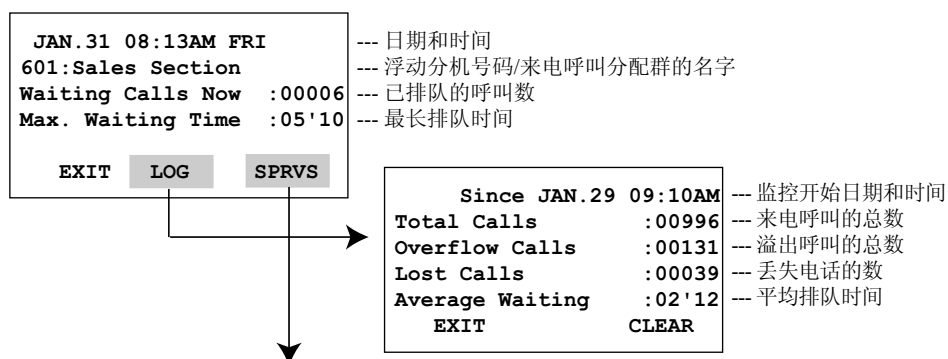 JAN.31 08:13AM FRI --- 日期和时间
601:Sales Section --- 浮动分机号码/来电呼叫分配群的名字
Waiting Calls Now :00006 --- 已排队的呼叫数
Max. Waiting Time :05'10 --- 最长排队时间
EXIT LOG SPRVS
Since JAN.29 09:10AM --- 监控开始日期和时间
Total Calls :00996 --- 来电呼叫的总数
Overflow Calls :00131 --- 溢出呼叫的总数
Lost Calls :00039 --- 丢失电话的数
Average Waiting :02'12 --- 平均排队时间
EXIT CLEAR